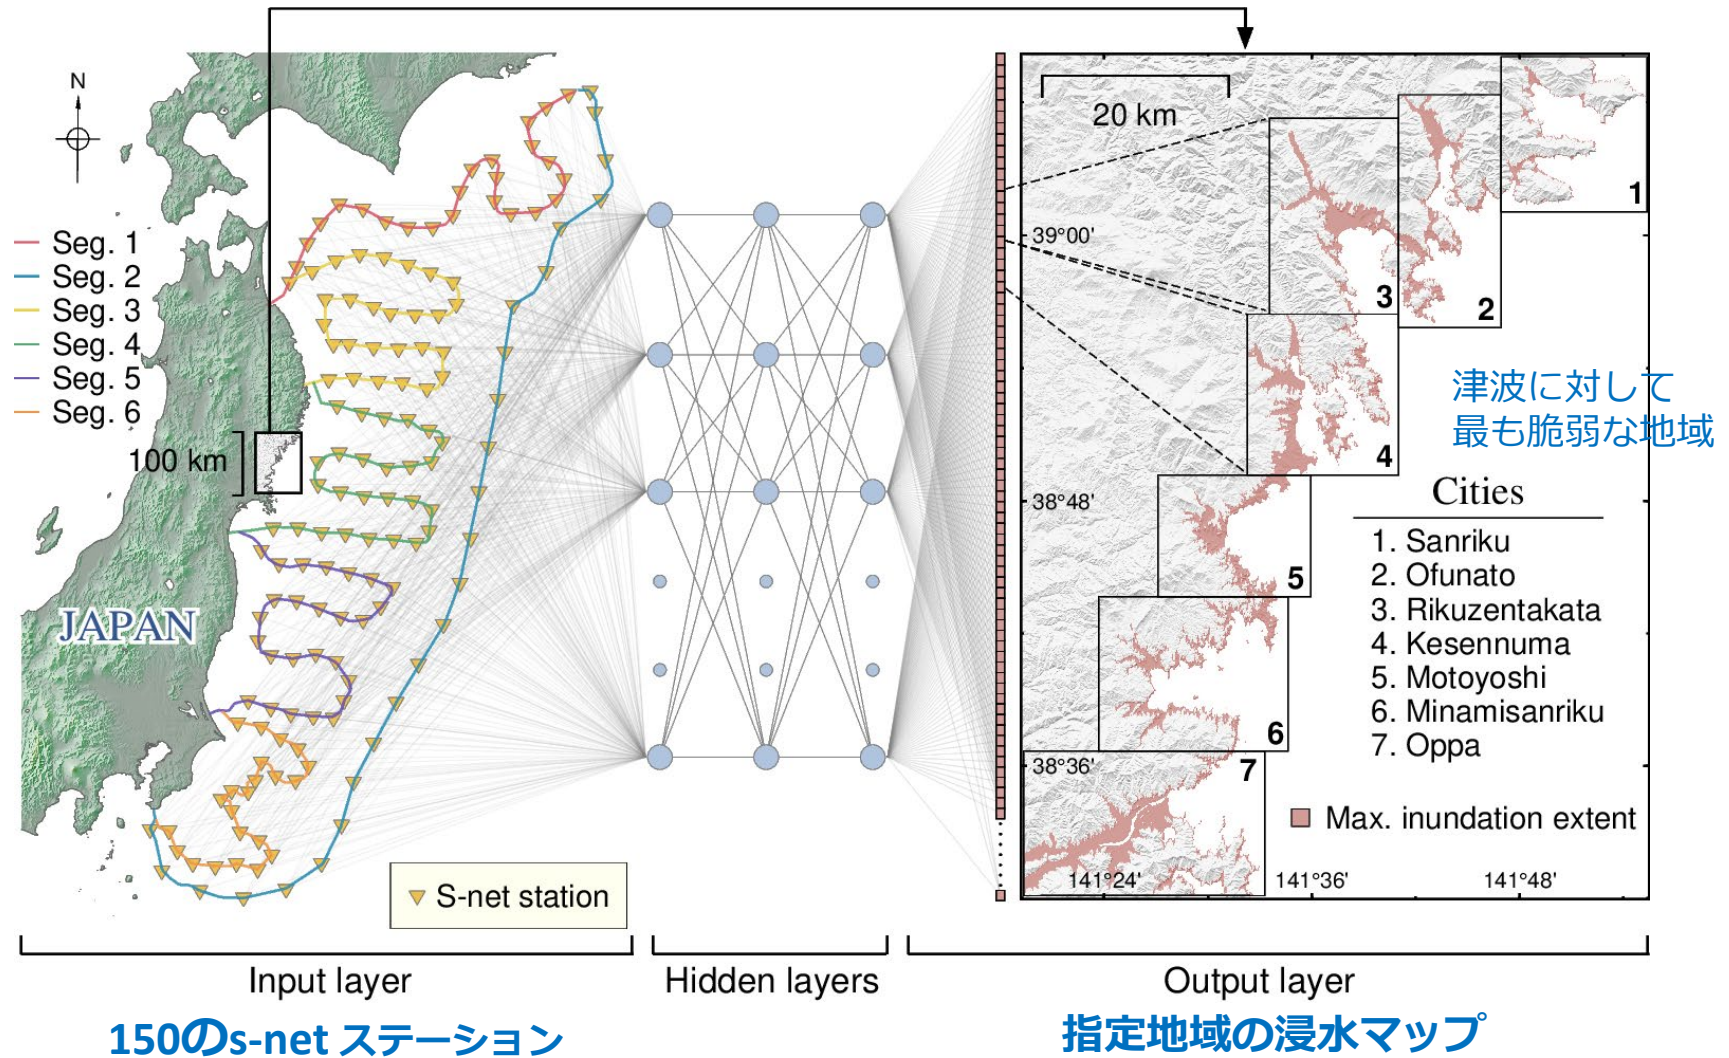 N
Seg. 1
Seg. 2
Seg. 3
Seg. 4
Seg. 5
Seg. 6
100 km
JAPAN
S-net station
20 km
39°00'
38°48'
38°36'
141°24'
141°36'
141°48'
1
2
3
4
5
6
7
津波に対して
最も脆弱な地域
Cities
1. Sanriku
2. Ofunato
3. Rikuzentakata
4. Kesennuma
5. Motoyoshi
6. Minamisanriku
7. Oppa
Max. inundation extent
Input layer
Hidden layers
Output layer
150のs-net ステーション
指定地域の浸水マップ